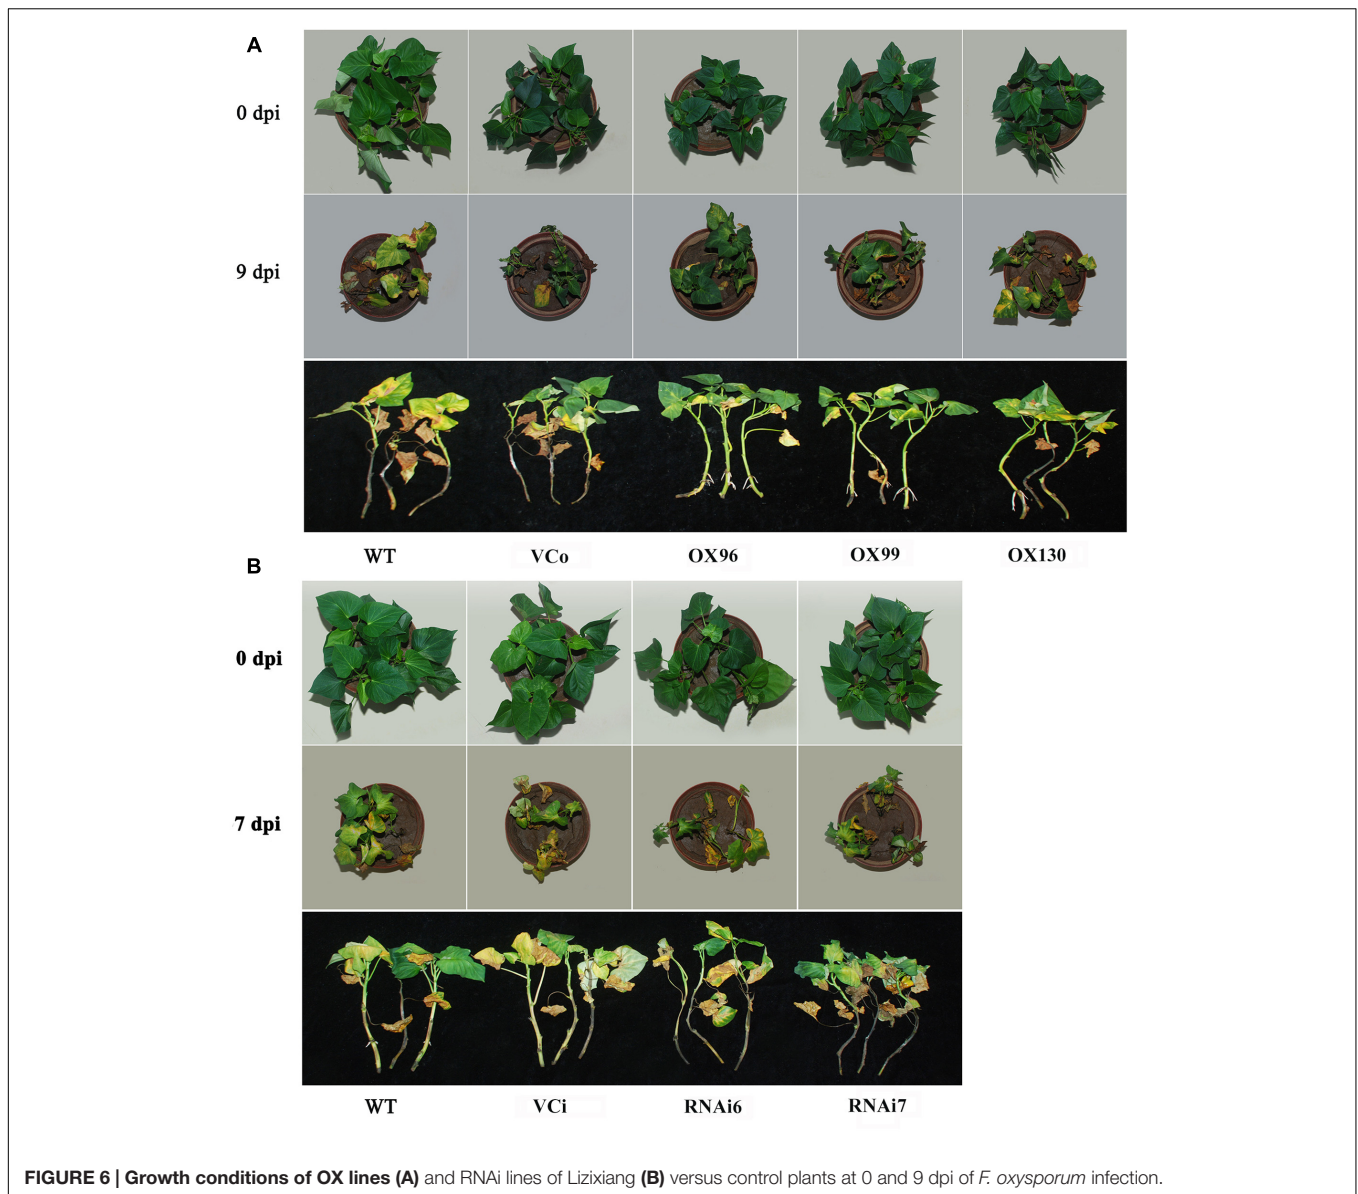 A
0 dpi
9 dpi
WT VCo OX96 OX99 OX130
B
0 dpi
7 dpi
WT VCi RNAi6 RNAi7
FIGURE 6 | Growth conditions of OX lines (A) and RNAi lines of Lizixiang (B) versus control plants at 0 and 9 dpi of F. oxysporum infection.